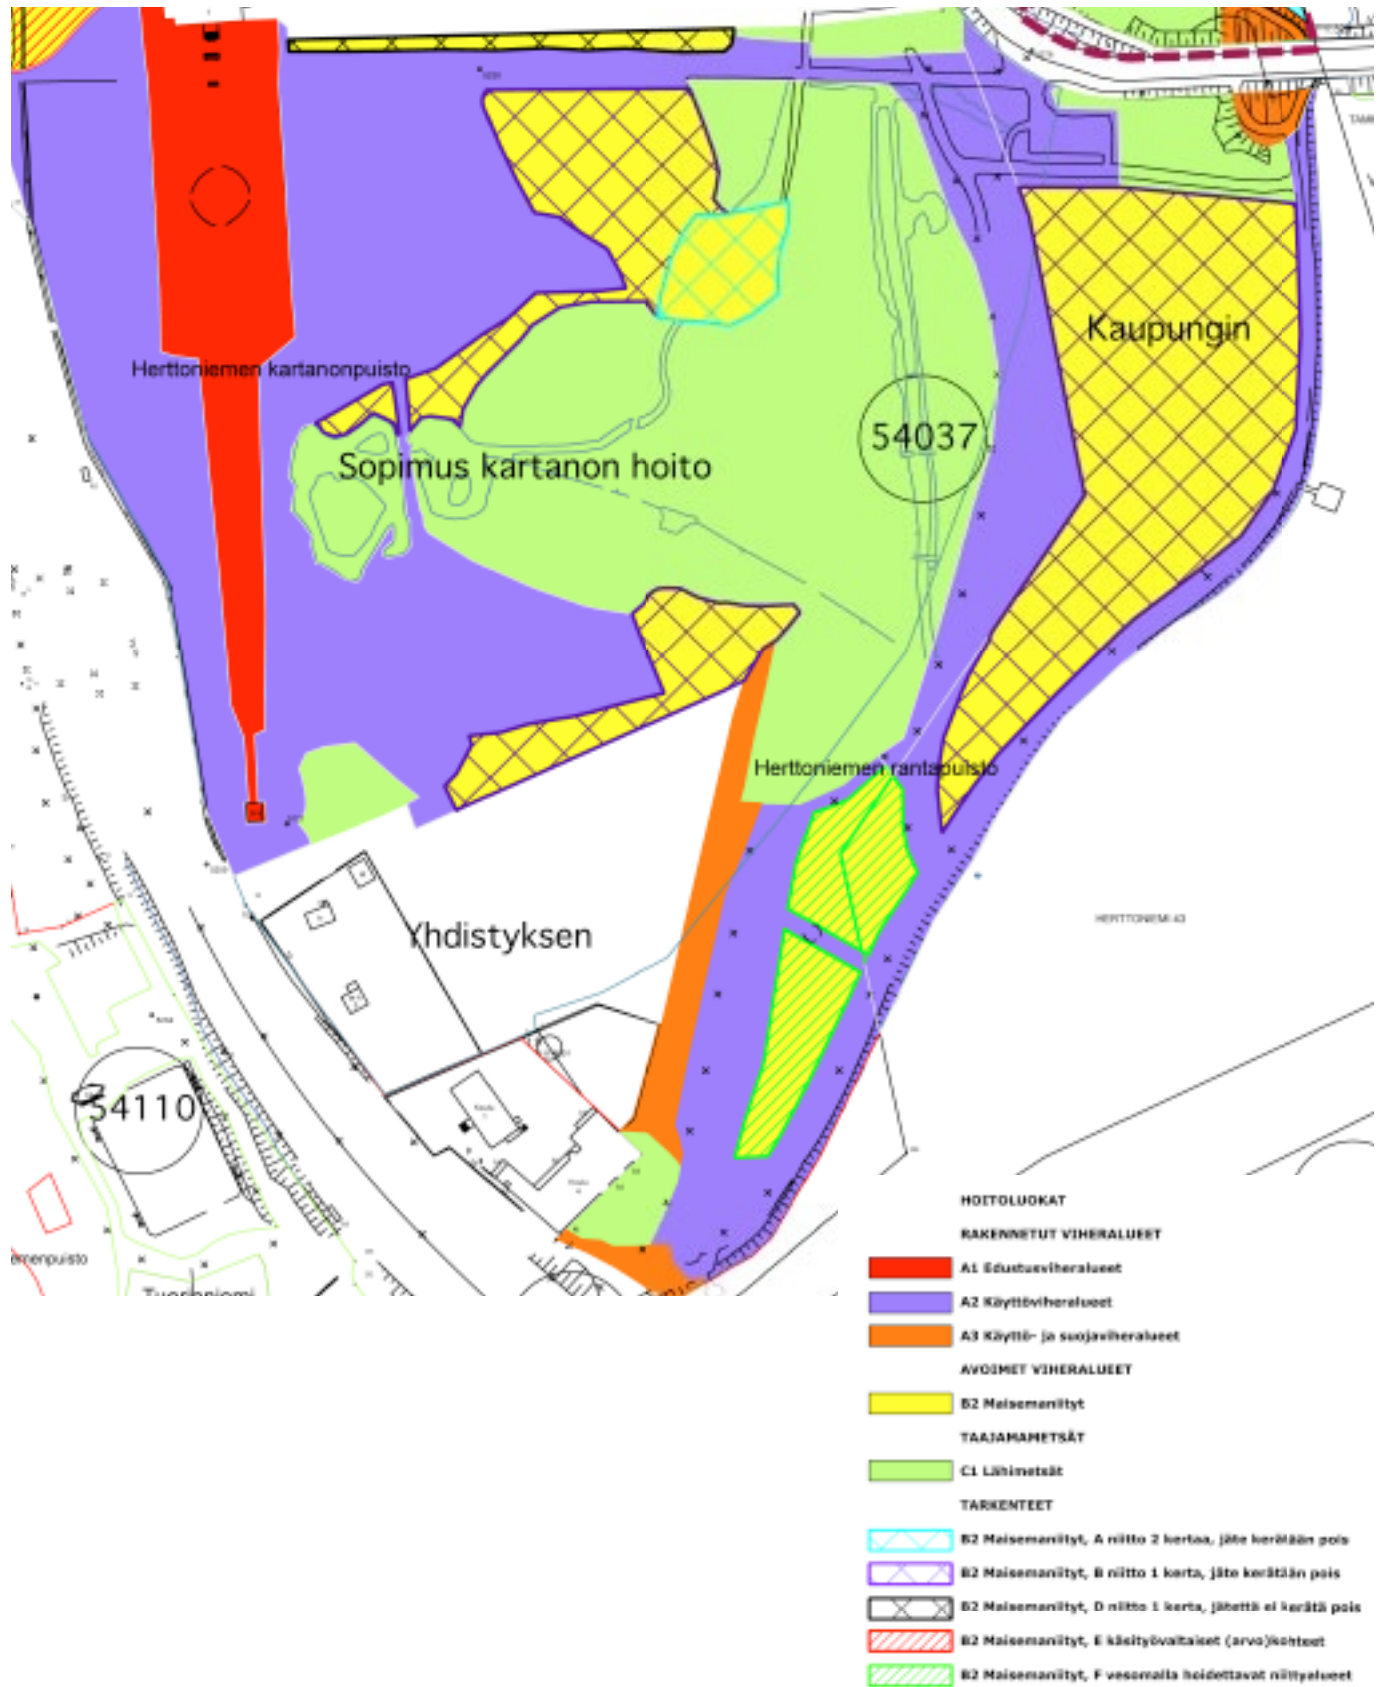 Kaupungin
Herttoniemen kartanonpuisto
54037
Sopimus kartanon hoito
Herttoniemen rantapuisto
HERTTONIEMI 43
Yhdistyksen
54110
emenpuisto
HOITOLUOKAT
RAKENNETUT VIHERALUEET
A1 Edustusviheralueet
A2 Käyttöviheralueet
A3 Käyttö- ja suojaviheralueet
AVOIMET VIHERALUEET
B2 Maisemaniityt
TAAJAMAMETSÄT
C1 Lähimetsät
TARKENTEET
B2 Maisemaniityt, A niitto 2 kertaa, jäte kerätään pois
B2 Maisemaniityt, B niitto 1 kerta, jäte kerätään pois
B2 Maisemaniityt, D niitto 1 kerta, jätettä ei kerätä pois
B2 Maisemaniityt, E käsityövaltaiset (arvo)kohteet
B2 Maisemaniityt, F vesomalla hoidettavat niittyalueet